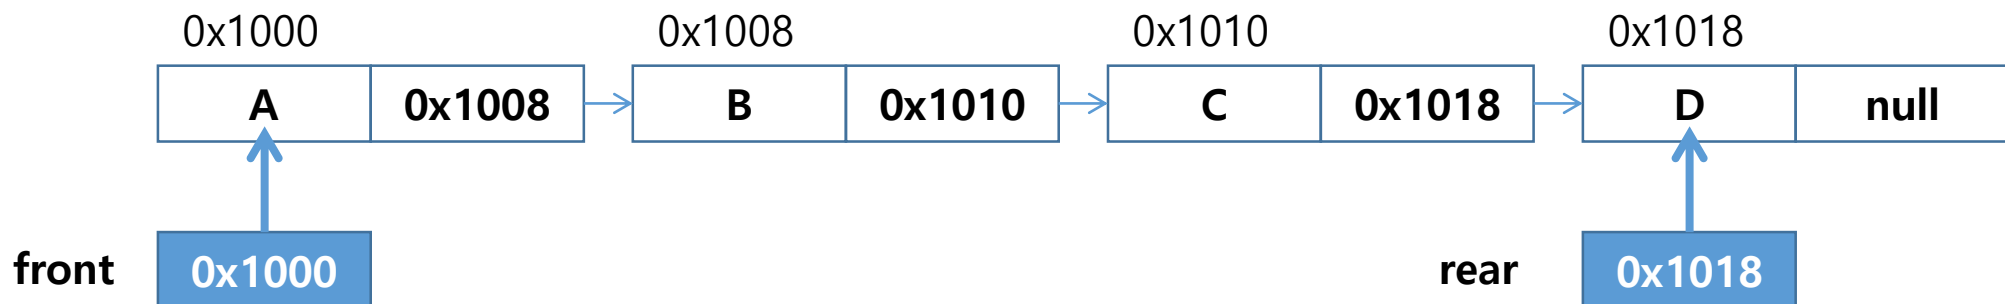 0x1000 0x1008 0x1010 0x1018
A 0x1008 B 0x1010 C 0x1018 D null
front 0x1000 rear 0x1018